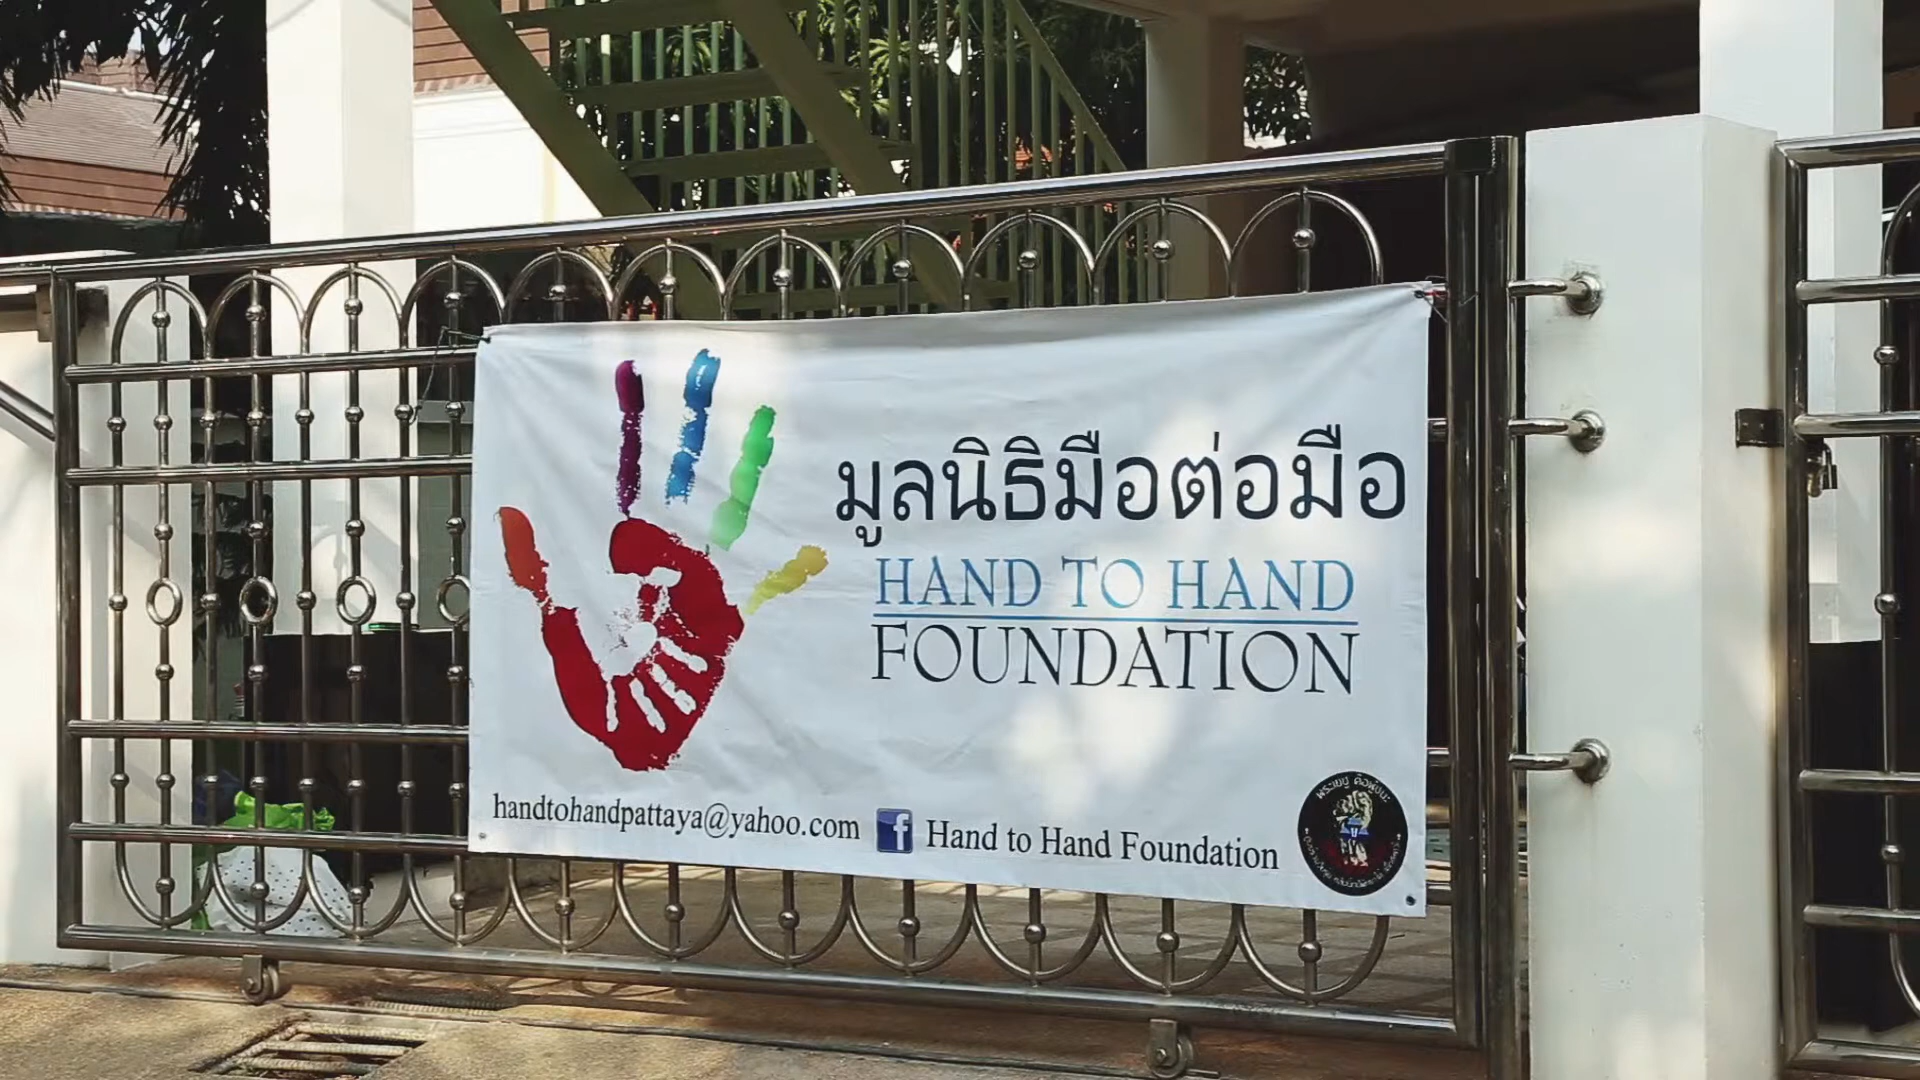 มูลนิธิมือต่อมือ
HAND TO HAND
FOUNDATION
handtohandpattaya@yahoo.com f Hand to Hand Foundation